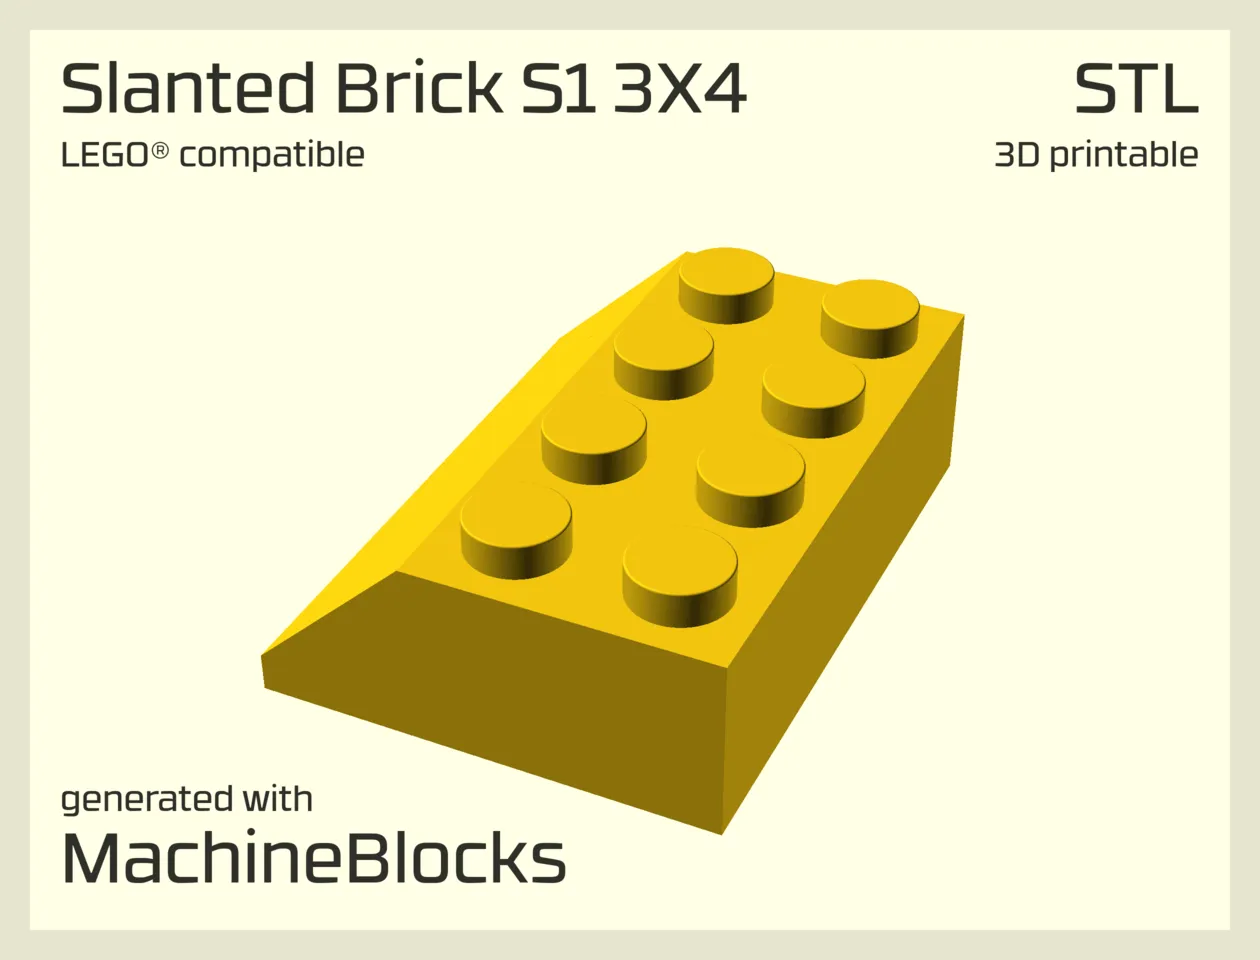 Slanted Brick S1 3X4
LEGO® compatible
STL
3D printable
generated with
MachineBlocks